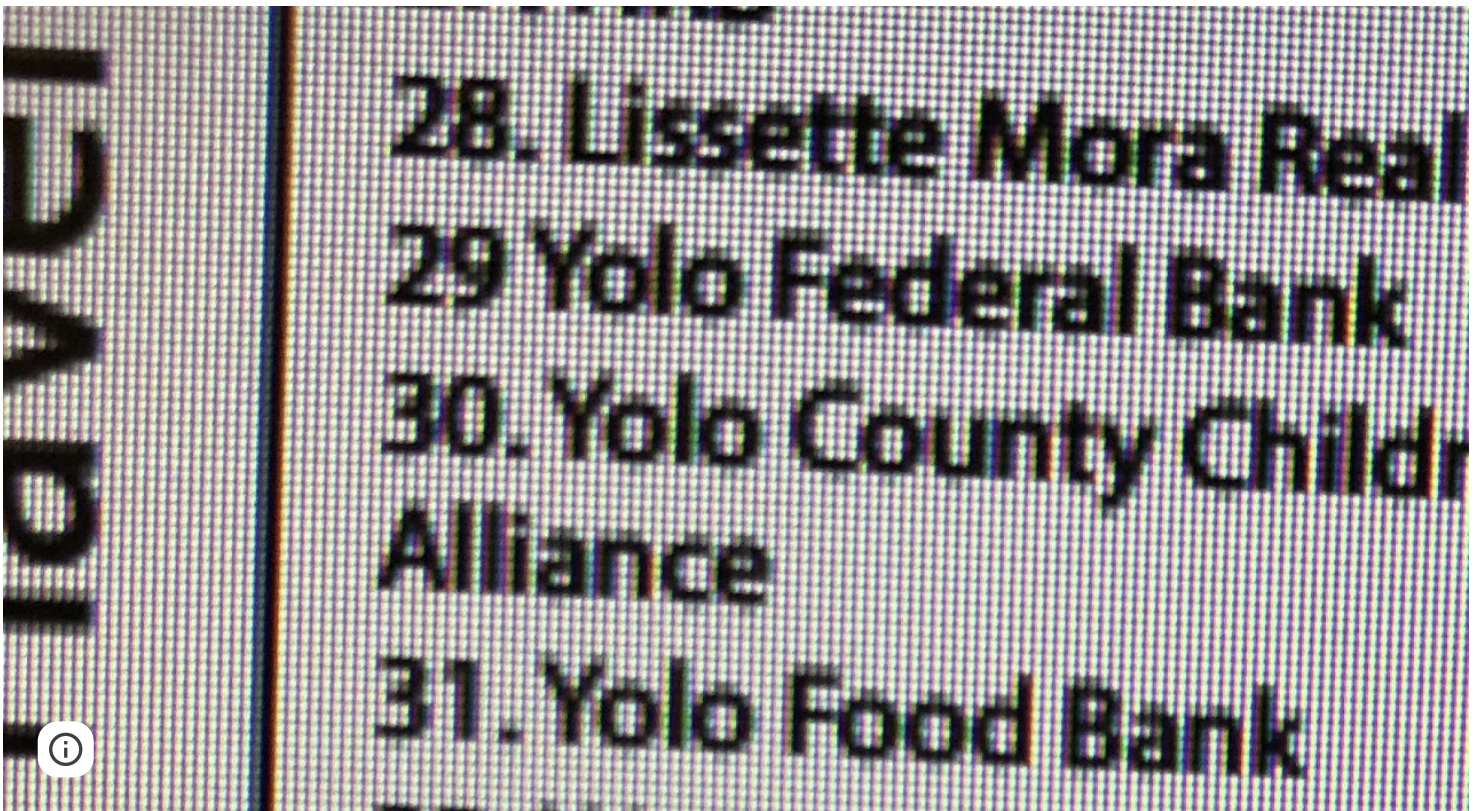 28. Lissette Mora Real
29 Yolo Federal Bank
30. Yolo County Childr
Alliance
31. Yolo Food Bank